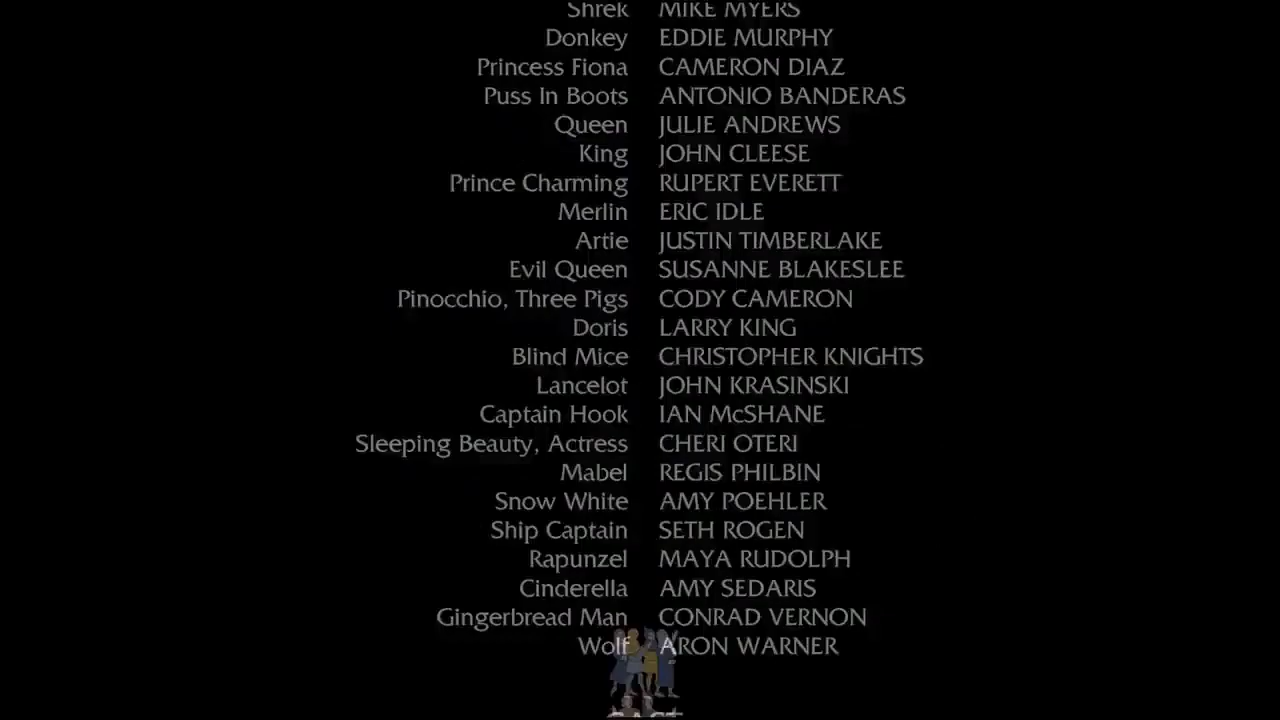 Shrek MIKE MYERS
Donkey EDDIE MURPHY
Princess Fiona CAMERON DIAZ
Puss In Boots ANTONIO BANDERAS
Queen JULIE ANDREWS
King JOHN CLEESE
Prince Charming RUPERT EVERETT
Merlin ERIC IDLE
Artie JUSTIN TIMBERLAKE
Evil Queen SUSANNE BLAKESLEE
Pinocchio, Three Pigs CODY CAMERON
Doris LARRY KING
Blind Mice CHRISTOPHER KNIGHTS
Lancelot JOHN KRASINSKI
Captain Hook IAN McSHANE
Sleeping Beauty, Actress CHERI OTERI
Mabel REGIS PHILBIN
Snow White AMY POEHLER
Ship Captain SETH ROGEN
Rapunzel MAYA RUDOLPH
Cinderella AMY SEDARIS
Gingerbread Man CONRAD VERNON
Wolf ARON WARNER